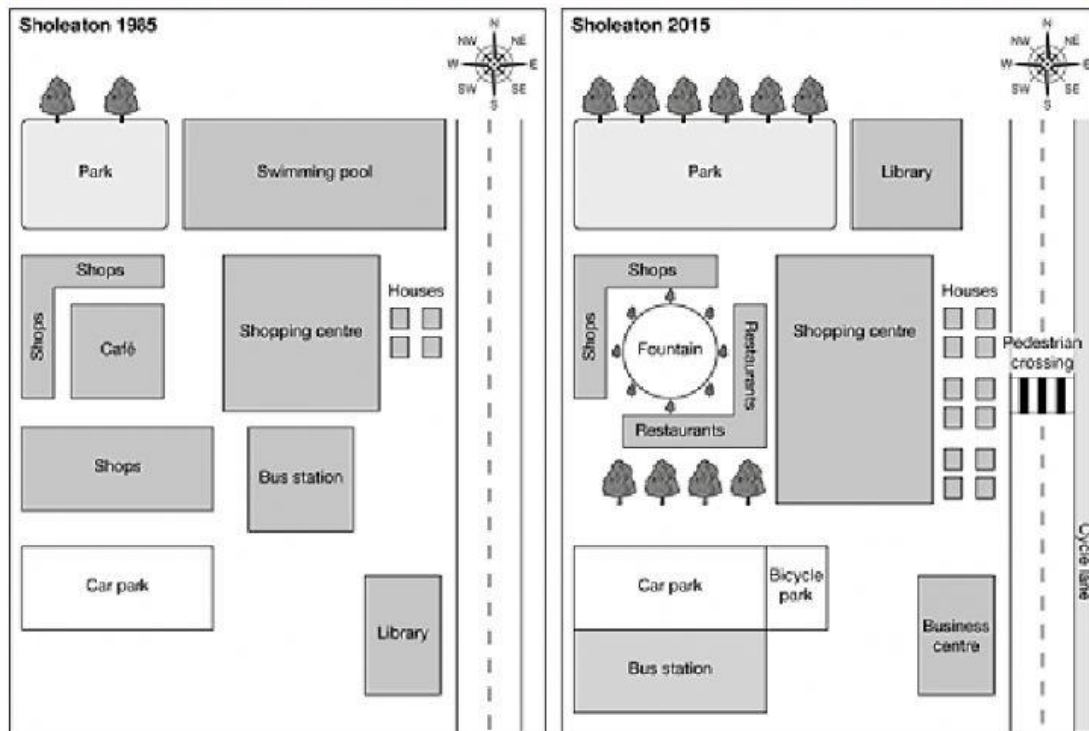 Sholeaton 1985
N
NW NE
W E
SW SE
S
Park
Swimming pool
Shops
Shops
Café
Shopping centre
Houses
Shops
Bus station
Car park
Library
Sholeaton 2015
N
NW NE
W E
SW SE
S
Park
Library
Shops
Shops
Fountain
Restaurants
Restaurants
Shopping centre
Houses
Pedestrian
crossing
Car park
Bicycle
park
Bus station
Business
centre
Cycle lane